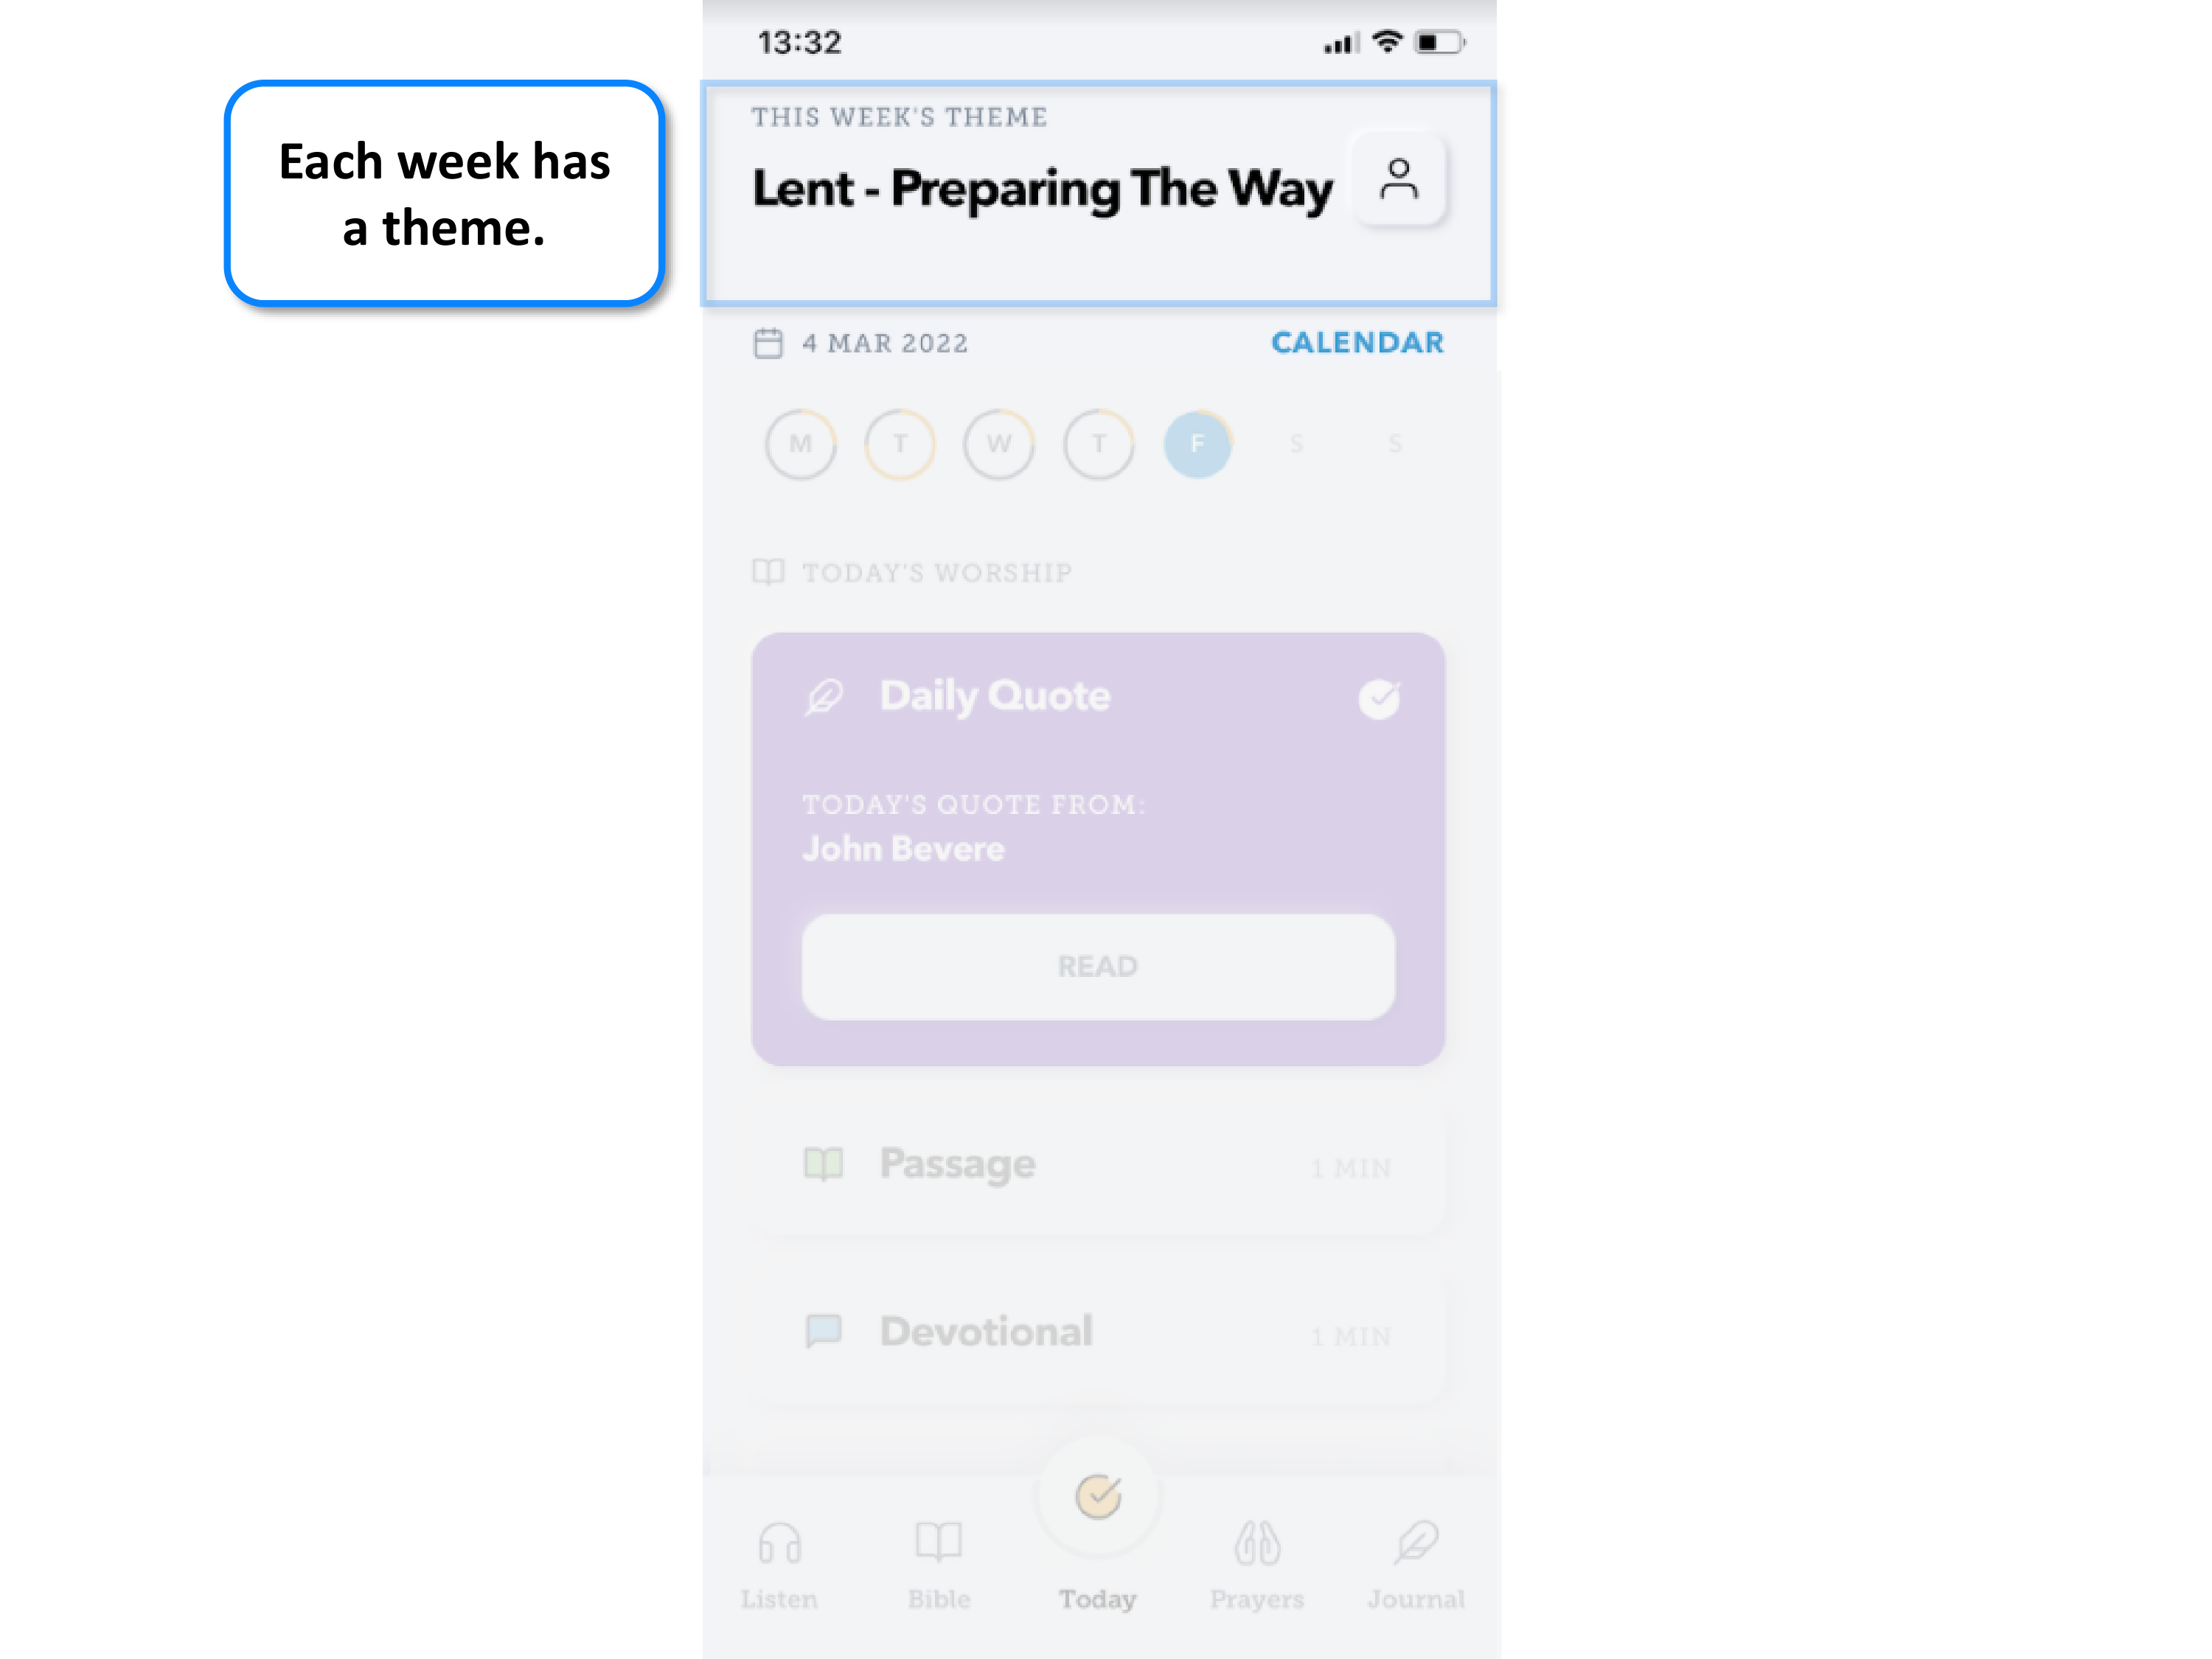 13:32
Each week has
a theme.
THIS WEEK'S THEME
Lent - Preparing The Way
4 MAR 2022
CALENDAR
M T W T F S S
TODAY'S WORSHIP
Daily Quote
TODAY'S QUOTE FROM:
John Bevere
READ
Passage
1 MIN
Devotional
1 MIN
Listen
Bible
Today
Prayers
Journal